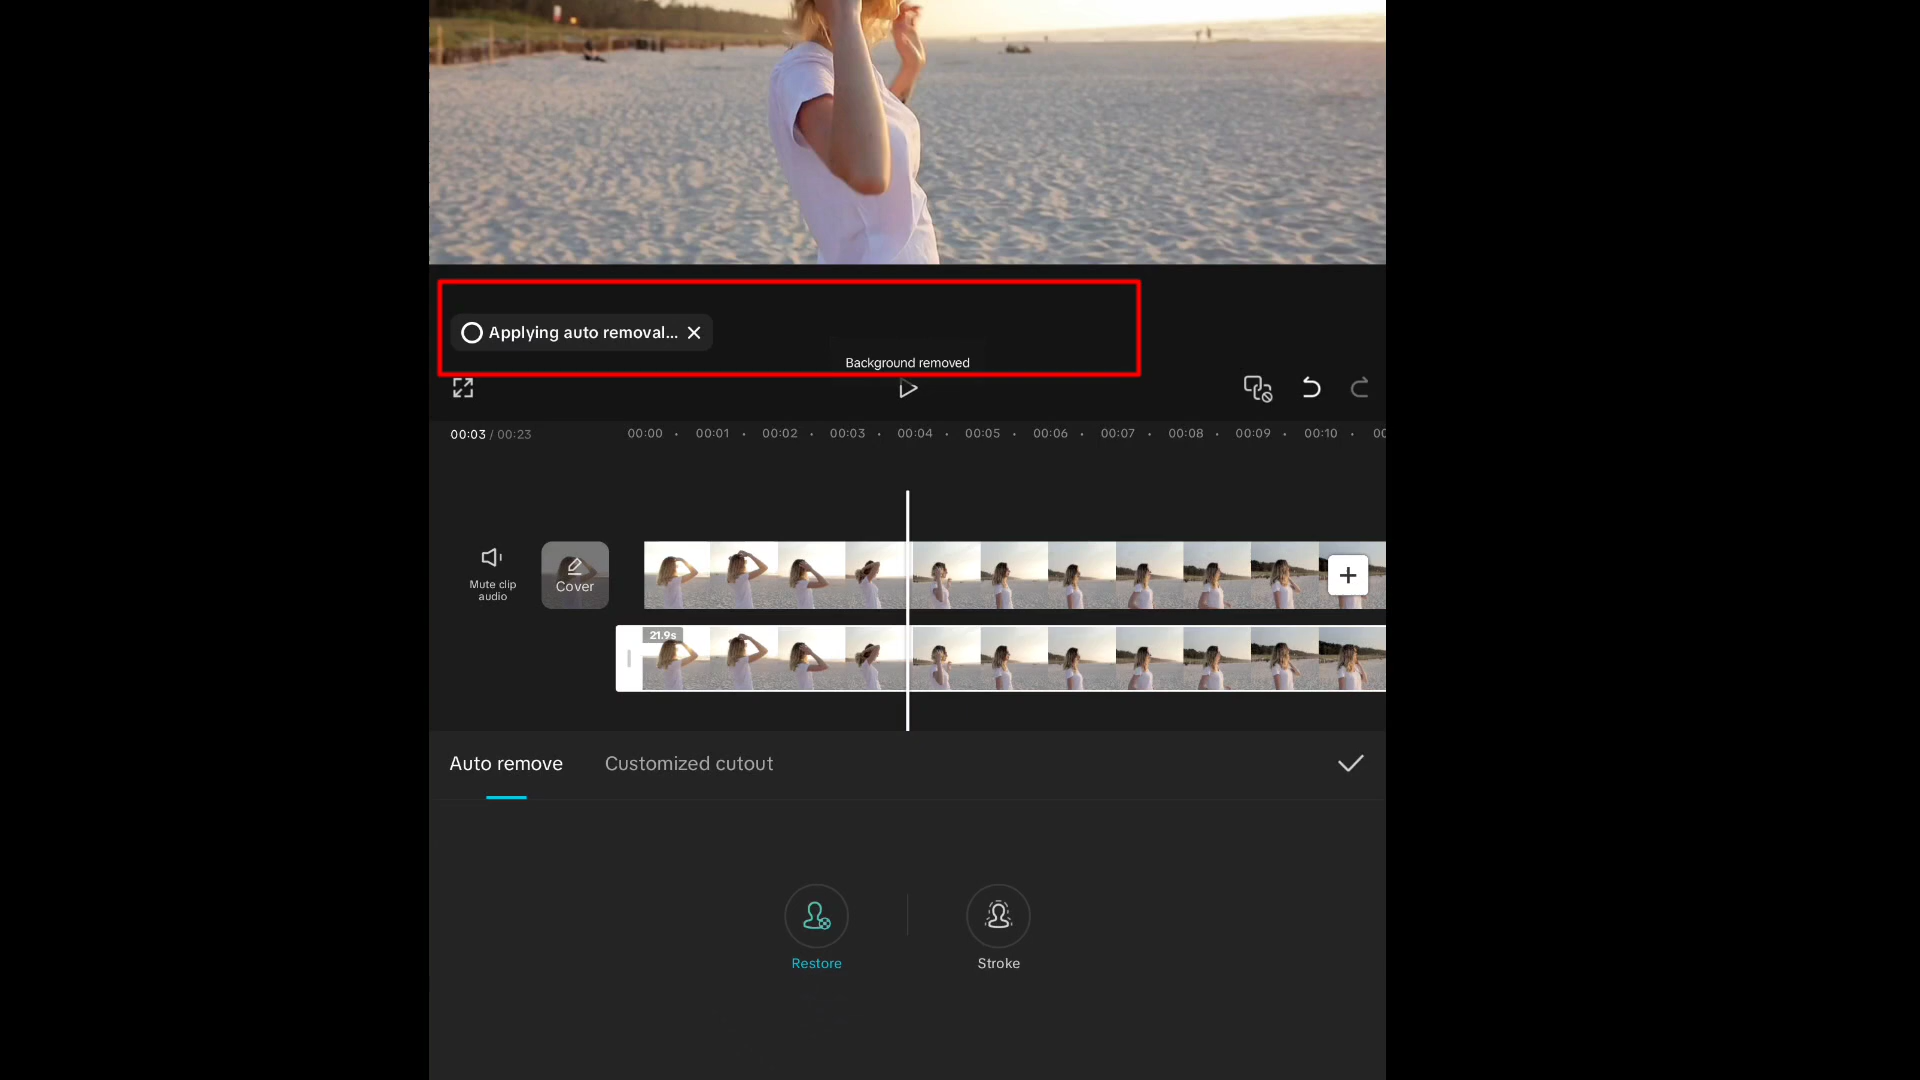 Applying auto removal...
Background removed
00:03 / 00:23
00:00 00:01 00:02 00:03 00:04 00:05 00:06 00:07 00:08 00:09 00:10 00
Mute clip
audio
Cover
21.9s
Auto remove Customized cutout
Restore Stroke